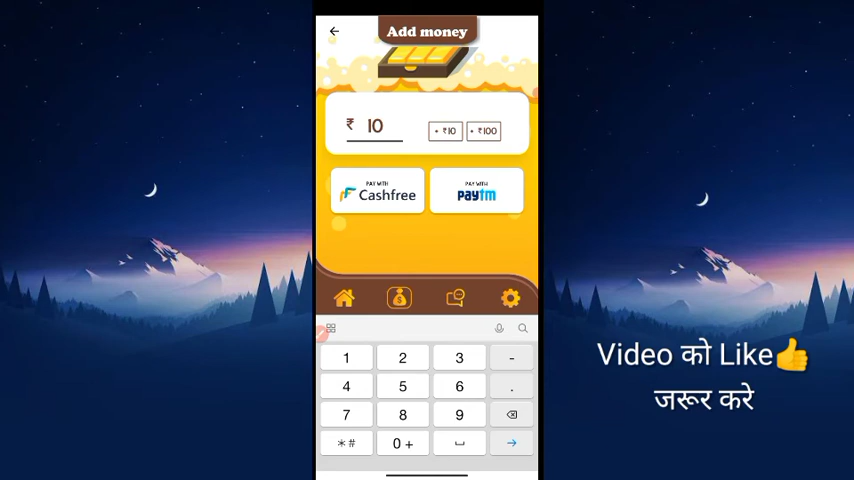 Add money
₹ 10
+ ₹10 + ₹100
PAY WITH
Cashfree
PAY WITH
paytm
1 2 3 -
4 5 6 .
7 8 9
*# 0 +
Video को Like👍
जरूर करे